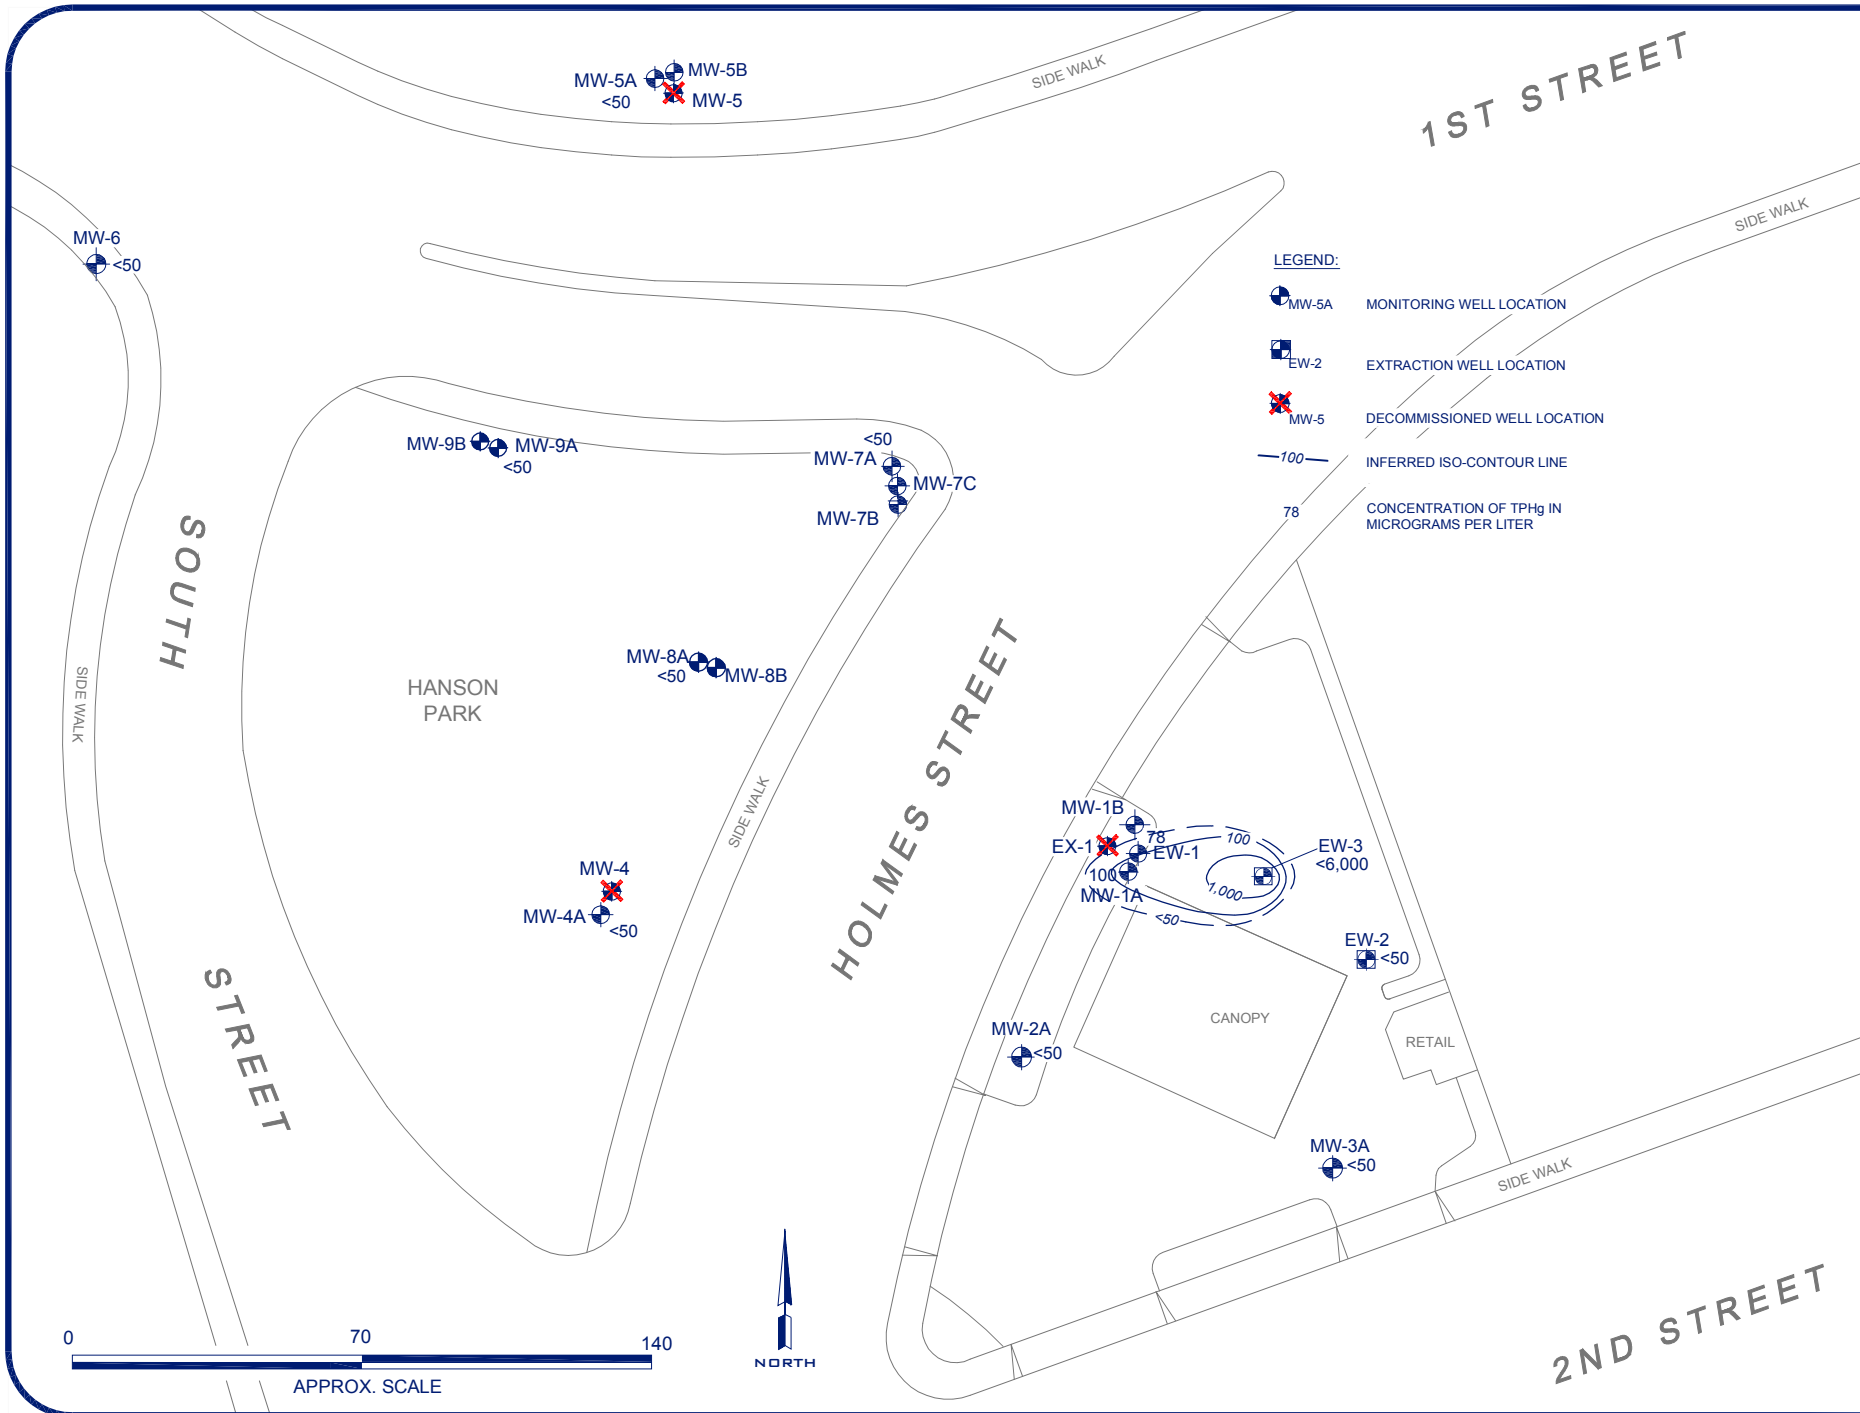 MW-5A
<50
MW-5B
MW-5
SIDE WALK
1ST STREET
SIDE WALK
MW-6
<50
LEGEND:
MW-5A MONITORING WELL LOCATION
EW-2 EXTRACTION WELL LOCATION
MW-5 DECOMMISSIONED WELL LOCATION
100 INFERRED ISO-CONTOUR LINE
78 CONCENTRATION OF TPHg IN
MICROGRAMS PER LITER
MW-9B
MW-9A
<50
<50
MW-7A
MW-7C
MW-7B
SOUTH
STREET
SIDE WALK
HANSON
PARK
MW-8A
<50
MW-8B
SIDE WALK
HOLMES STREET
MW-4
MW-4A
<50
MW-1B
78
EX-1
EW-1
100
MW-1A
100
1,000
<50
EW-3
<6,000
EW-2
<50
CANOPY
RETAIL
MW-2A
<50
MW-3A
<50
SIDE WALK
2ND STREET
0 70 140
APPROX. SCALE
NORTH